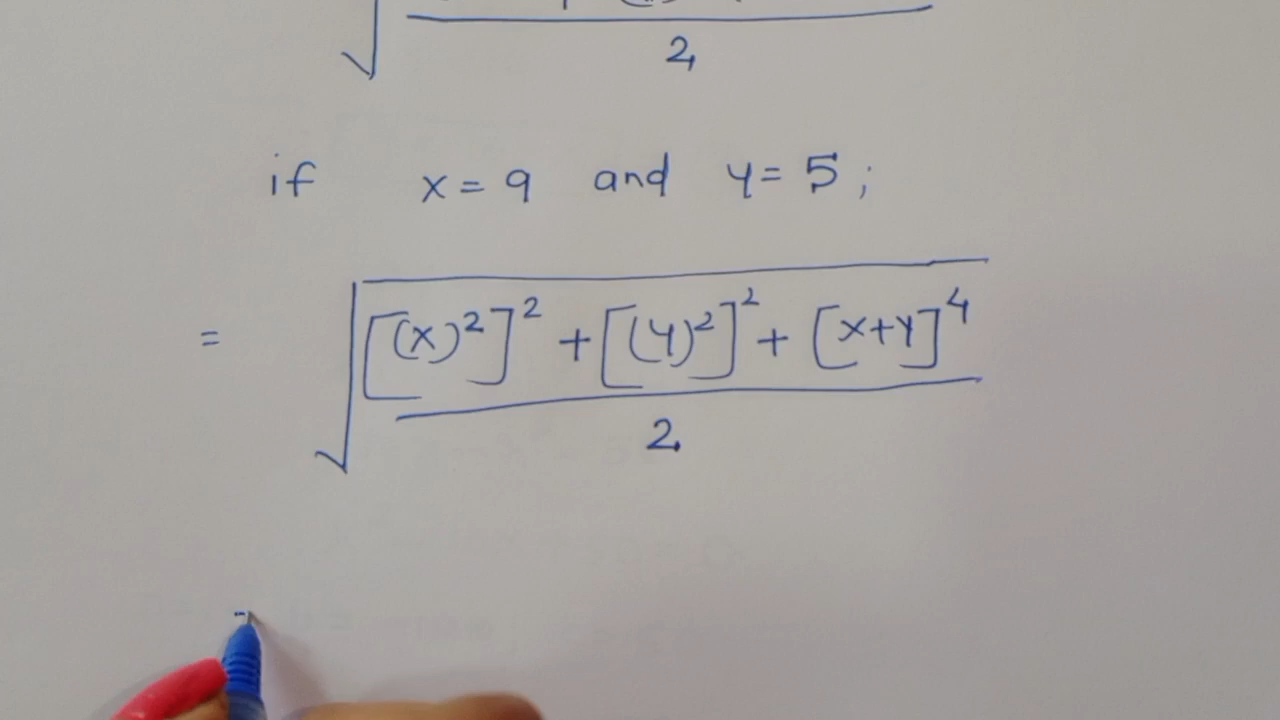 2
if x = 9 and y = 5 ;
= √([(x)²]² + [(y)²]² + [x+y]⁴
2